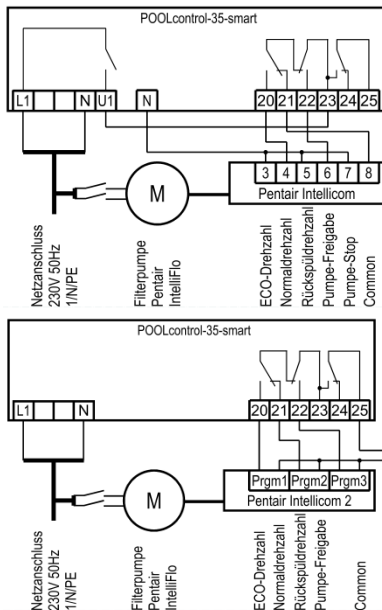 POOLcontrol-35-smart
L1 N U1 N 20 21 22 23 24 25
3 4 5 6 7 8
M
Pentair Intellicom
Netzanschluss
230V 50Hz
1/N/PE
Filterpumpe
Pentair
IntelliFlo
ECO-Drehzahl
Normaldrehzahl
Rückspüldrehzahl
Pumpe-Freigabe
Pumpe-Stop
Common
POOLcontrol-35-smart
L1 N 20 21 22 23 24 25
Prgm1 Prgm2 Prgm3
M
Pentair Intellicom 2
Netzanschluss
230V 50Hz
1/N/PE
Filterpumpe
Pentair
IntelliFlo
ECO-Drehzahl
Normaldrehzahl
Rückspüldrehzahl
Pumpe-Freigabe
Common